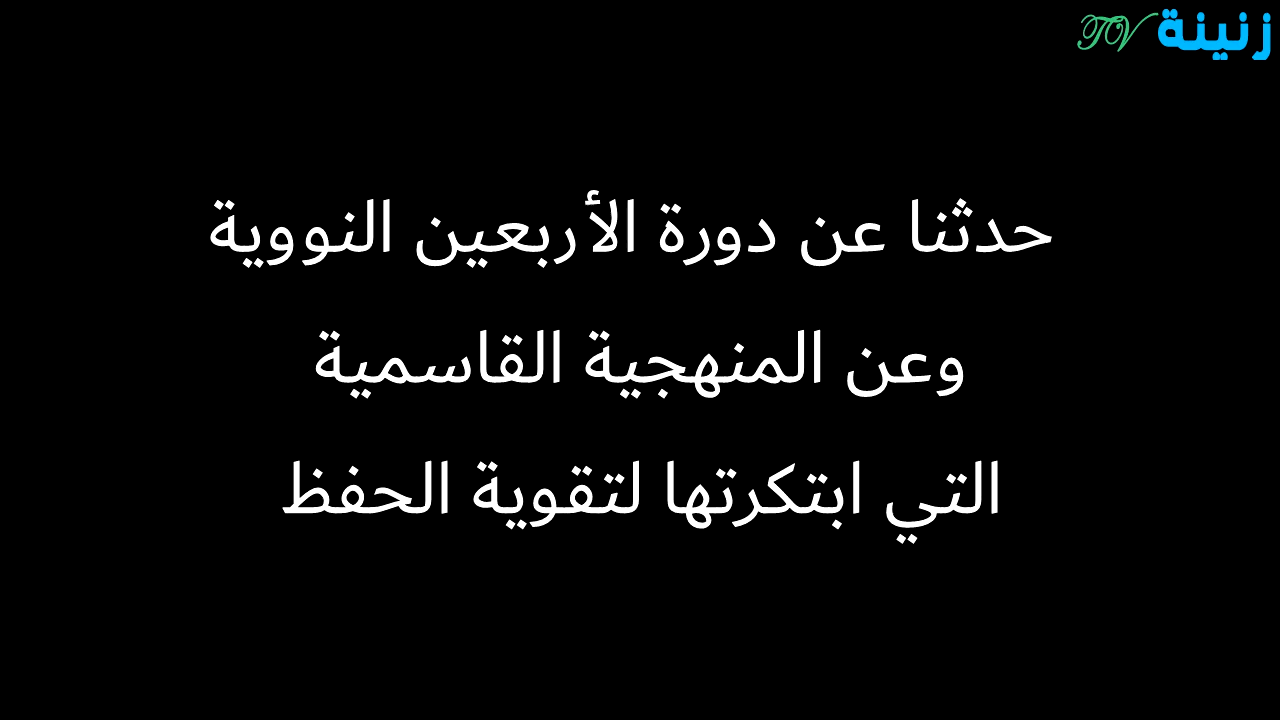 زنينة TV
حدثنا عن دورة الأربعين النووية
وعن المنهجية القاسمية
التي ابتكرتها لتقوية الحفظ